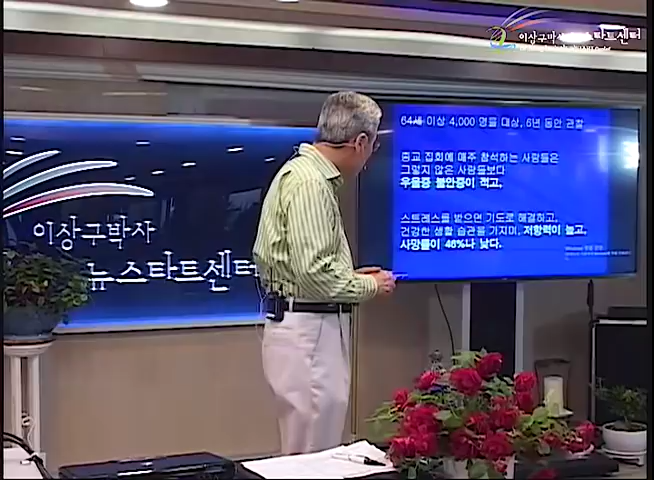 이상구박사 뉴스타트센터
64세 이상 4,000 명을 대상, 6년 동안 관찰
종교 집회에 매주 참석하는 사람들은
그렇지 않은 사람들보다
우울증 불안증이 적고,
스트레스를 받으면 기도로 해결하고,
건강한 생활 습관을 가지며, 저항력이 높고,
사망률이 46%나 낮다.
이상구박사
뉴스타트센터